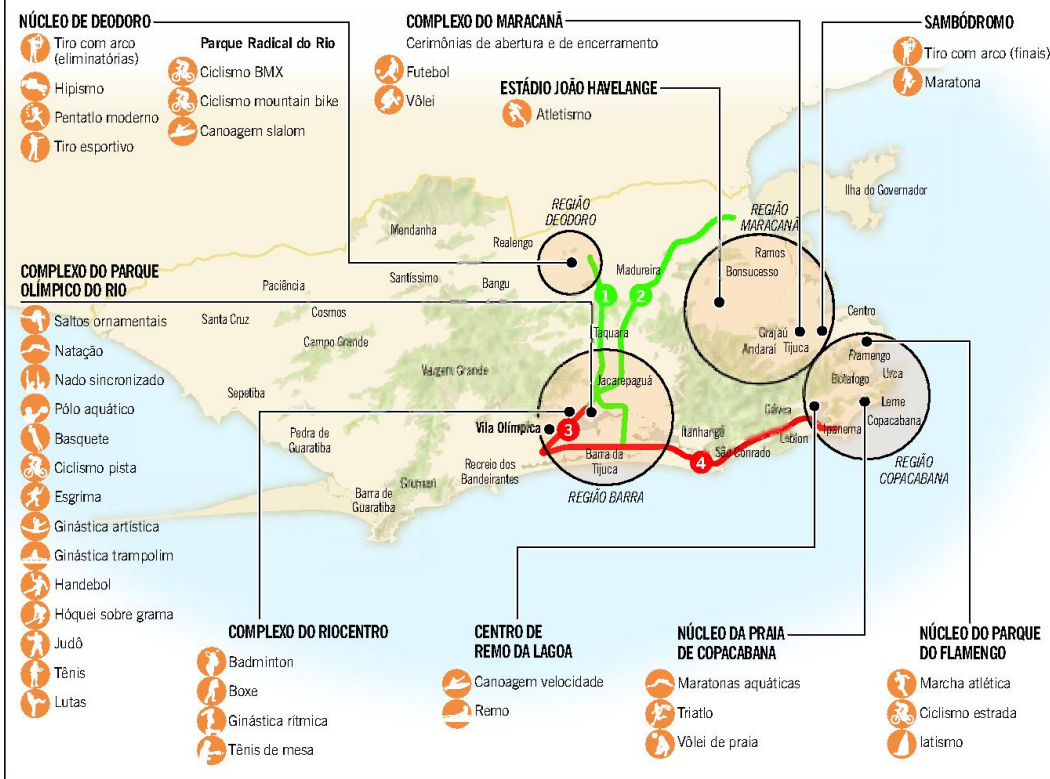 NÚCLEO DE DEODORO
Tiro com arco
(eliminatórias)
Hipismo
Pentatlo moderno
Tiro esportivo
Parque Radical do Rio
Ciclismo BMX
Ciclismo mountain bike
Canoagem slalom
COMPLEXO DO MARACANÃ
Cerimônias de abertura e de encerramento
Futebol
Vôlei
ESTÁDIO JOÃO HAVELANGE
Atletismo
SAMBÓDROMO
Tiro com arco (finais)
Maratona
COMPLEXO DO PARQUE
OLÍMPICO DO RIO
Saltos ornamentais
Natação
Nado sincronizado
Pólo aquático
Basquete
Ciclismo pista
Esgrima
Ginástica artística
Ginástica trampolim
Handebol
Hóquei sobre grama
Judô
Tênis
Lutas
Ilha do Governador
REGIÃO
DEODORO
REGIÃO
MARACANÃ
Mendanha
Realengo
Ramos
Bonsucesso
Madureira
Santíssimo
Bangu
Paciência
1
2
Cosmos
Santa Cruz
Campo Grande
Taquara
Centro
Grajaú
Andaraí
Tijuca
Flamengo
Urca
Botafogo
Vargem Grande
Jacarepaguá
Sepetiba
Leme
Copacabana
Gávea
Ipanema
Leblon
Vila Olímpica
3
Itanhangá
São Conrado
4
Pedra de
Guaratiba
Barra da
Tijuca
Recreio dos
Bandeirantes
Grumari
Barra de
Guaratiba
REGIÃO BARRA
REGIÃO
COPACABANA
COMPLEXO DO RIOCENTRO
Badminton
Boxe
Ginástica rítmica
Tênis de mesa
CENTRO DE
REMO DA LAGOA
Canoagem velocidade
Remo
NÚCLEO DA PRAIA
DE COPACABANA
Maratonas aquáticas
Triatlo
Vôlei de praia
NÚCLEO DO PARQUE
DO FLAMENGO
Marcha atlética
Ciclismo estrada
Iatismo